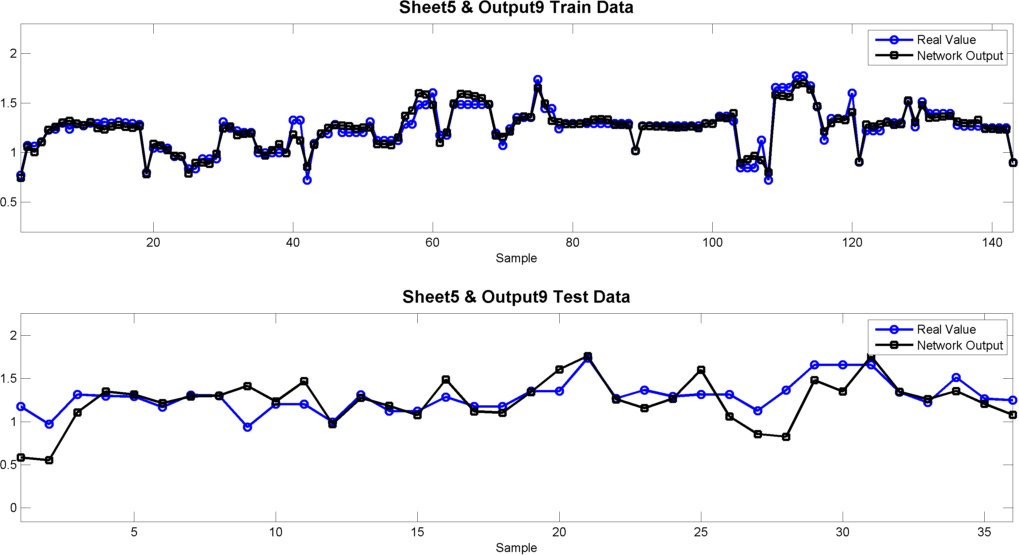 Sheet5 & Output9 Train Data
Real Value
Network Output
2
1.5
1
0.5
20 40 60 80 100 120 140
Sample
Sheet5 & Output9 Test Data
Real Value
Network Output
2
1.5
1
0.5
0
5 10 15 20 25 30 35
Sample